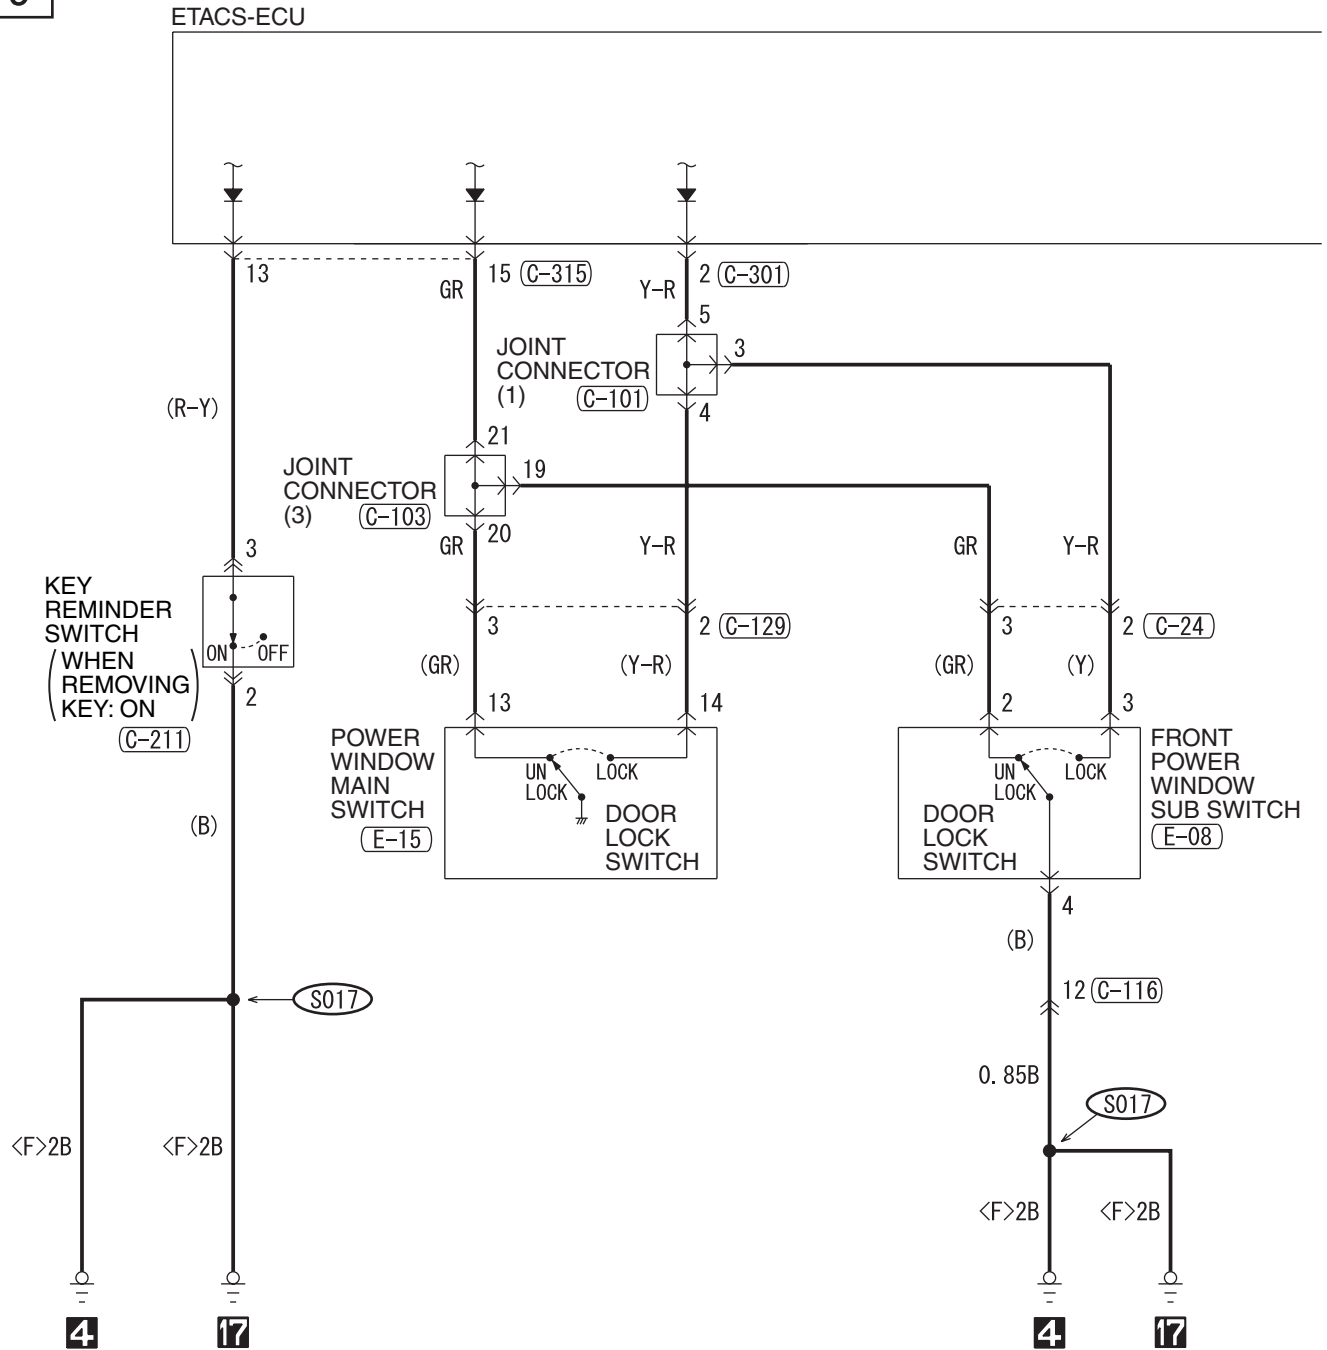 ETACS-ECU
13
15 C-315
2 C-301
GR
Y-R
5
JOINT
CONNECTOR
(1)
C-101
3
4
(R-Y)
21
JOINT
CONNECTOR
(3)
C-103
19
20
GR
Y-R
GR
Y-R
3
KEY
REMINDER
SWITCH
(WHEN
REMOVING
KEY: ON)
C-211
ON
OFF
2
3
2 C-129
3
2 C-24
(GR)
(Y-R)
(GR)
(Y)
13
14
2
3
POWER
WINDOW
MAIN
SWITCH
E-15
UN
LOCK
LOCK
DOOR
LOCK
SWITCH
UN
LOCK
LOCK
DOOR
LOCK
SWITCH
FRONT
POWER
WINDOW
SUB SWITCH
E-08
(B)
4
(B)
S017
12 C-116
0.85B
S017
<F>2B
<F>2B
<F>2B
<F>2B
4
17
4
17